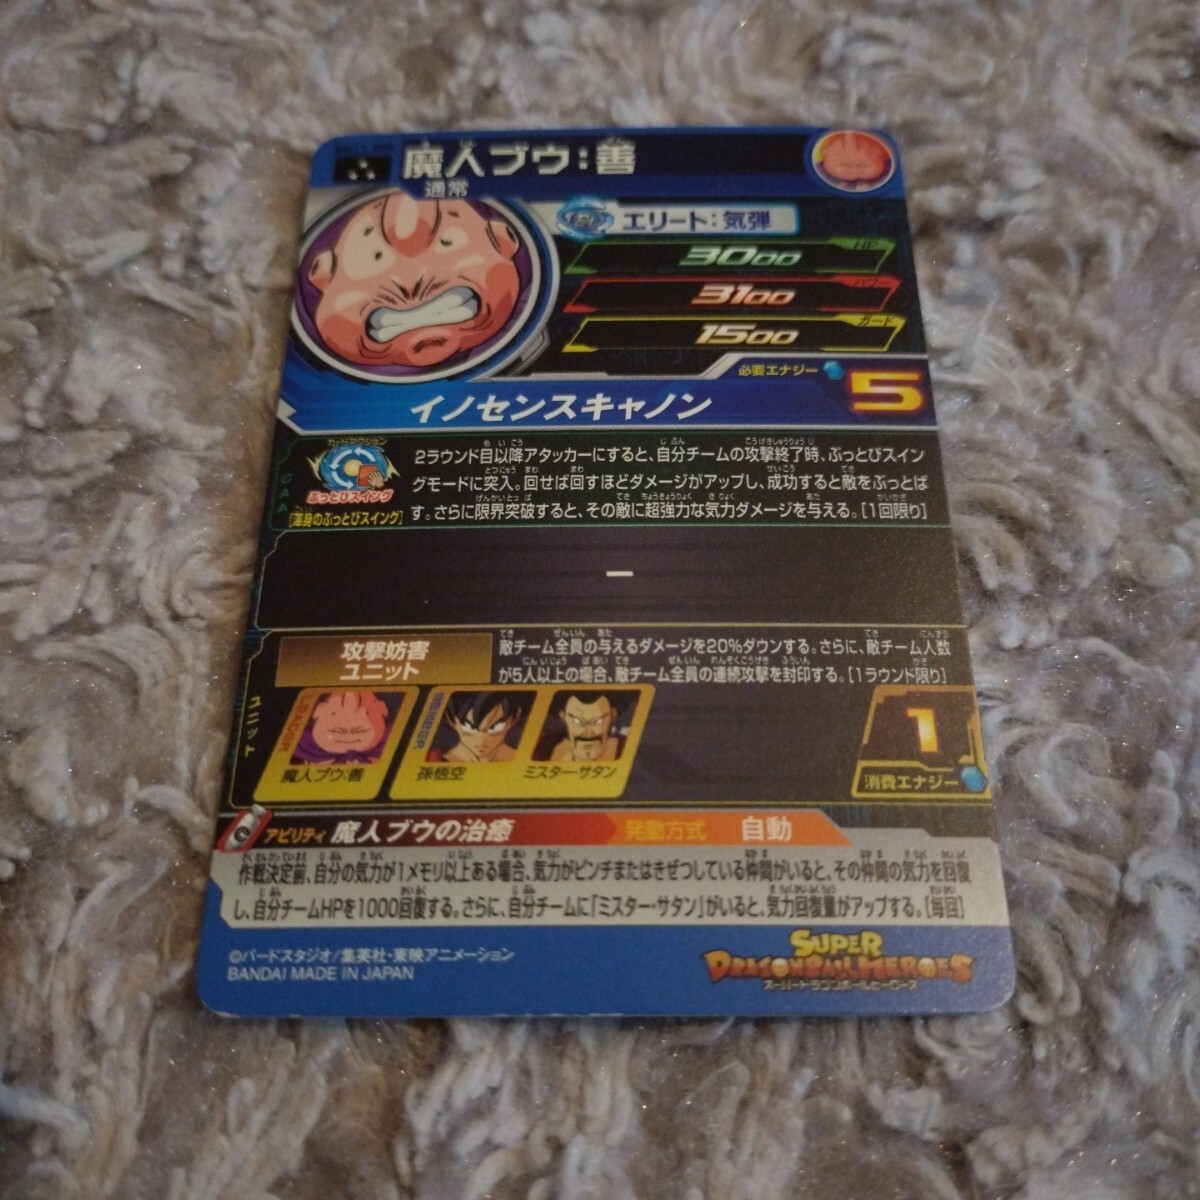 魔人ブウ:善
通常
エリート:気弾
HP
3000
パワー
3100
ガード
1500
必要エナジー
5
イノセンスキャノン
CAA
カードアクション
ぶっとびスイング
[渾身のぶっとびスイング]
2ラウンド目以降アタッカーにすると、自分チームの攻撃終了時、ぶっとびスイン
グモードに突入。回せば回すほどダメージがアップし、成功すると敵をぶっとば
す。さらに限界突破すると、その敵に超強力な気力ダメージを与える。[1回限り]
ー
ユニット
攻撃妨害
ユニット
敵チーム全員の与えるダメージを20%ダウンする。さらに、敵チーム人数
が5人以上の場合、敵チーム全員の連続攻撃を封印する。[1ラウンド限り]
LEADER
魔人ブウ:善
MEMBER
孫悟空
ミスター・サタン
1
消費エナジー
アビリティ 魔人ブウの治癒
発動方式 自動
作戦決定前、自分の気力が1メモリ以上ある場合、気力がピンチまたはきぜつしている仲間がいると、その仲間の気力を回復
し、自分チームHPを1000回復する。さらに、自分チームに「ミスター・サタン」がいると、気力回復量がアップする。[毎回]
©バードスタジオ/集英社・東映アニメーション
BANDAI MADE IN JAPAN
SUPER
DRAGONBALL HEROES
スーパードラゴンボールヒーローズ